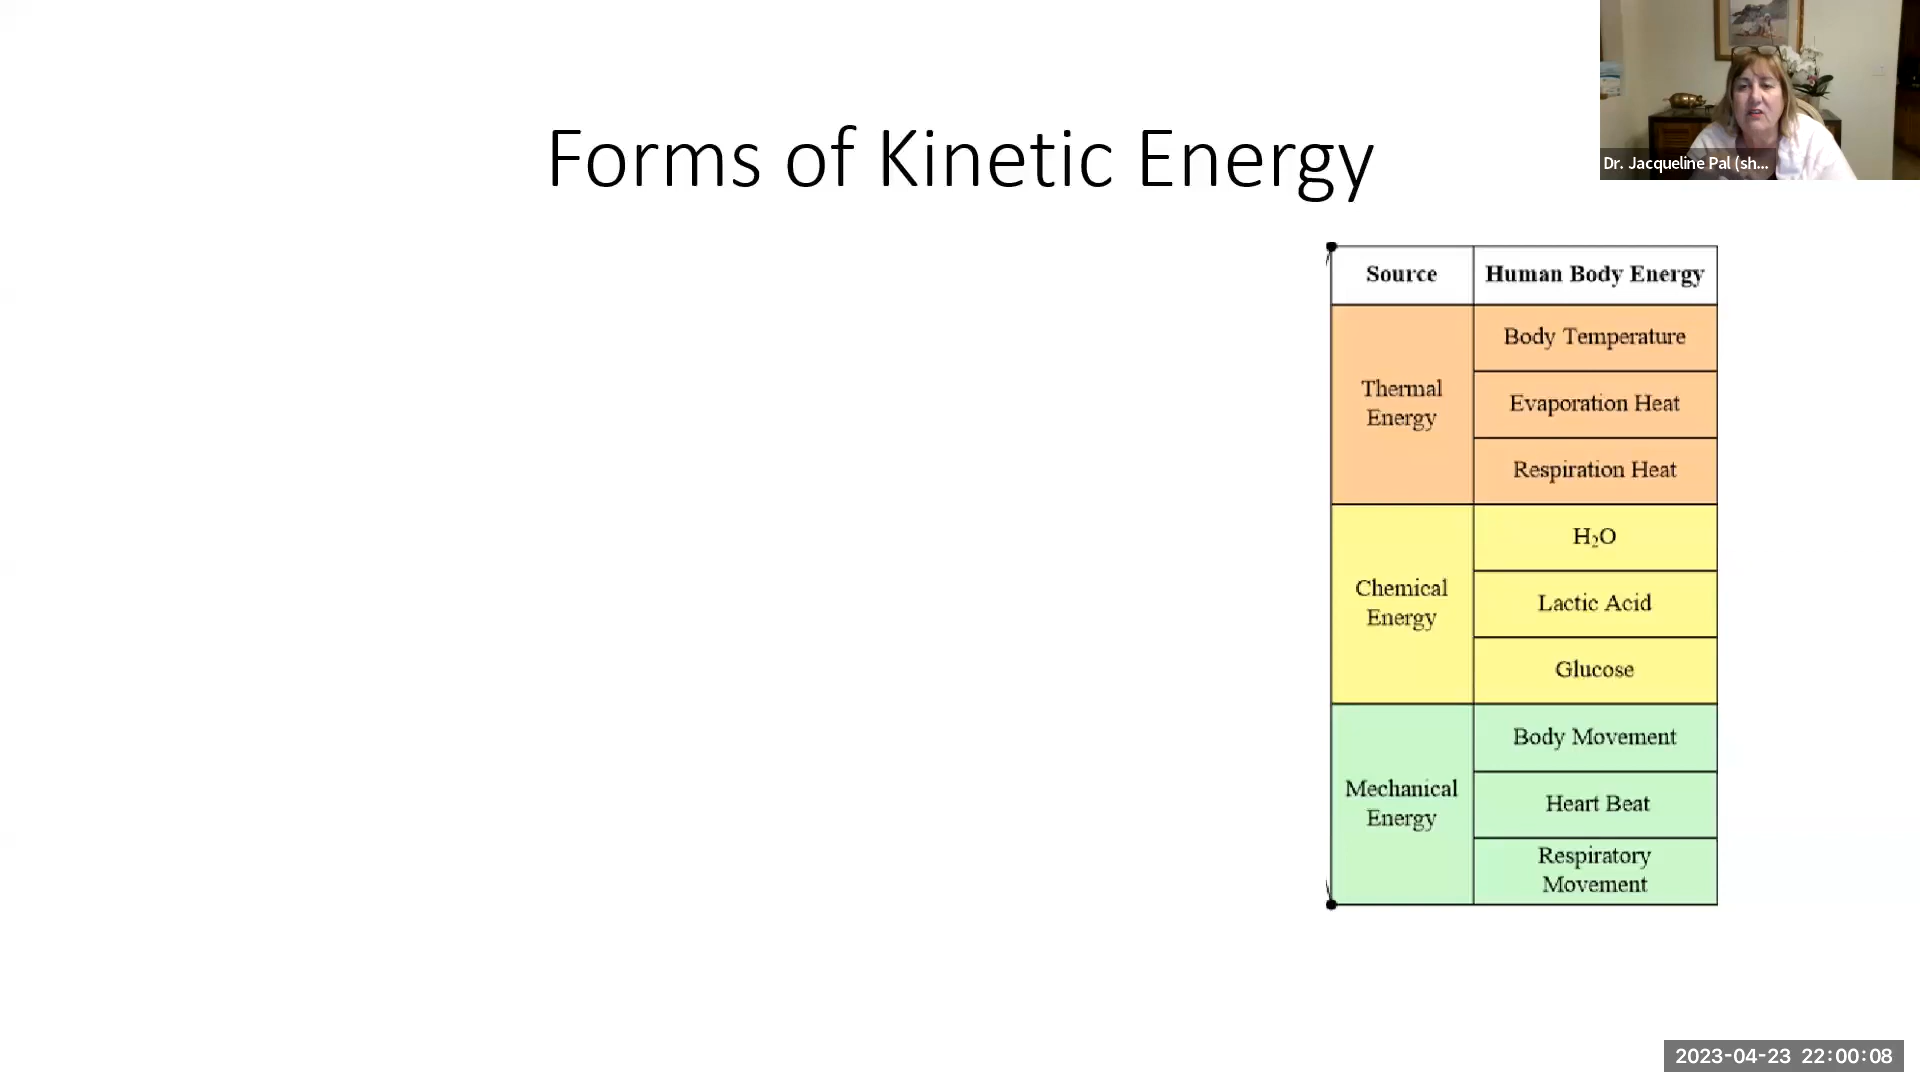 Forms of Kinetic Energy
Dr. Jacqueline Pal (sh...
Source
Human Body Energy
Thermal
Energy
Body Temperature
Evaporation Heat
Respiration Heat
Chemical
Energy
H₂O
Lactic Acid
Glucose
Mechanical
Energy
Body Movement
Heart Beat
Respiratory
Movement
2023-04-23 22:00:08